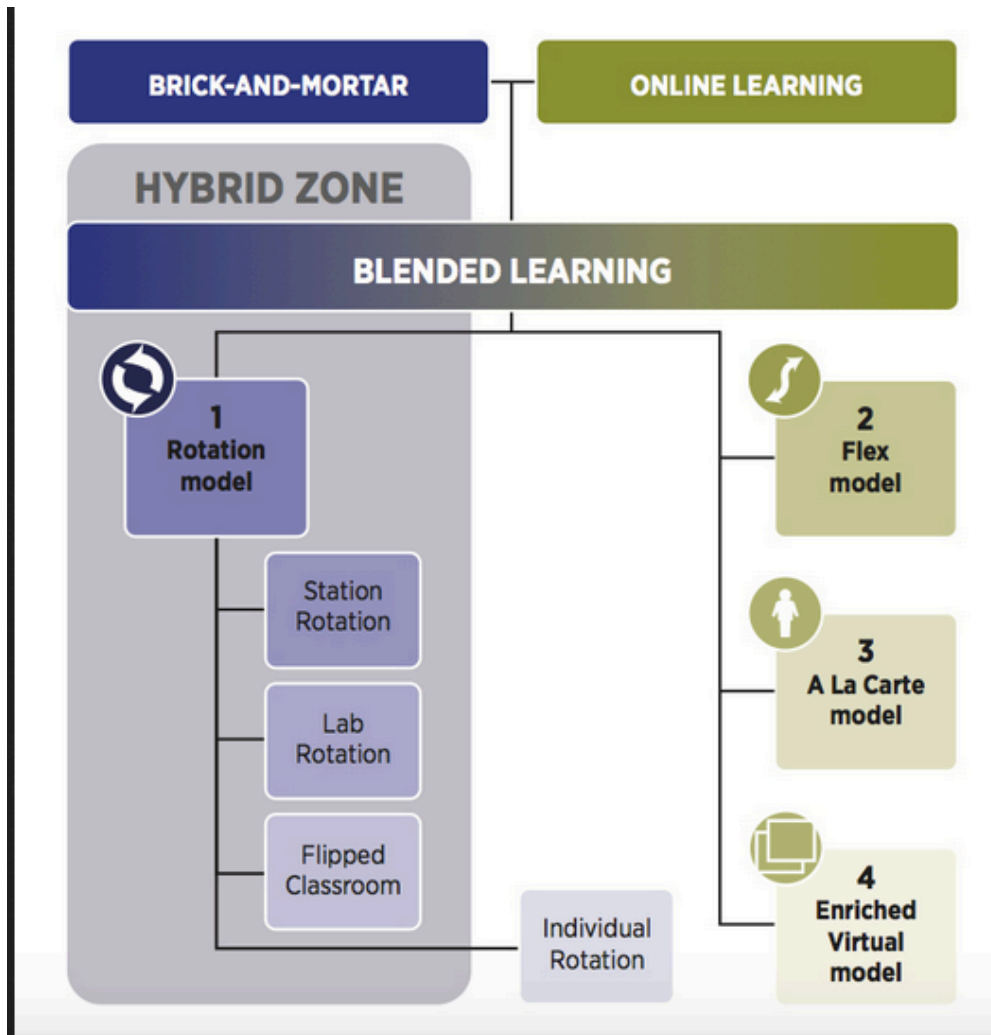 BRICK-AND-MORTAR
ONLINE LEARNING
HYBRID ZONE
BLENDED LEARNING
1
Rotation
model
Station
Rotation
Lab
Rotation
Flipped
Classroom
Individual
Rotation
2
Flex
model
3
A La Carte
model
4
Enriched
Virtual
model